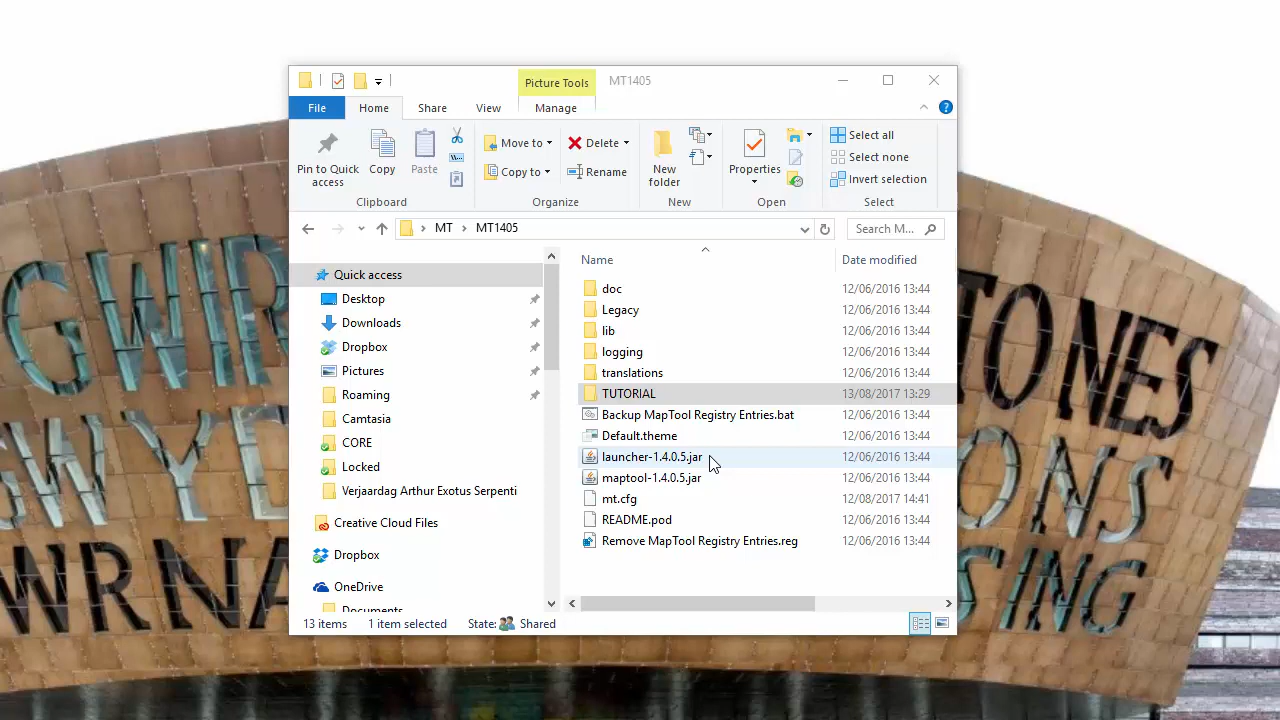 Picture Tools
MT1405
File
Home
Share
View
Manage
Pin to Quick access
Copy
Paste
Move to
Copy to
Delete
Rename
New folder
Properties
Select all
Select none
Invert selection
Clipboard
Organize
New
Open
Select
MT
MT1405
Search M...
Quick access
Desktop
Downloads
Dropbox
Pictures
Roaming
Camtasia
CORE
Locked
Verjaardag Arthur Exotus Serpenti
Creative Cloud Files
Dropbox
OneDrive
Documents
Name
Date modified
doc 12/06/2016 13:44
Legacy 12/06/2016 13:44
lib 12/06/2016 13:44
logging 12/06/2016 13:44
translations 12/06/2016 13:44
TUTORIAL 13/08/2017 13:29
Backup MapTool Registry Entries.bat 12/06/2016 13:44
Default.theme 12/06/2016 13:44
launcher-1.4.0.5.jar 12/06/2016 13:44
maptool-1.4.0.5.jar 12/06/2016 13:44
mt.cfg 12/08/2017 14:41
README.pod 12/06/2016 13:44
Remove MapTool Registry Entries.reg 12/06/2016 13:44
13 items
1 item selected
State: Shared
GWIR
TONES
ONS
WRNA
SING